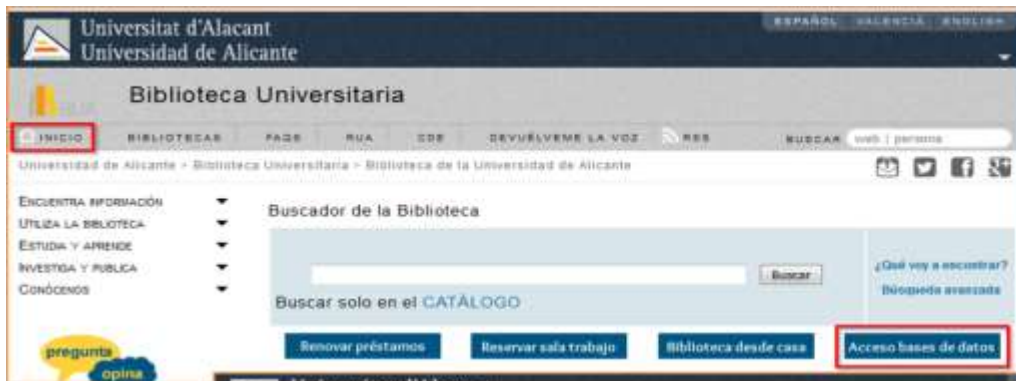 Universitat d'Alacant
Universidad de Alicante
ESPAÑOL VALENCIÀ ENGLISH
Biblioteca Universitaria
INICIO BIBLIOTECAS FAQS RUA CDE DEVUÉLVEME LA VOZ RSS BUSCAR web | persona
Universidad de Alicante > Biblioteca Universitaria > Biblioteca de la Universidad de Alicante
ENCUENTRA INFORMACIÓN
UTILIZA LA BIBLIOTECA
ESTUDIA Y APRENDE
INVESTIGA Y PUBLICA
CONÓCENOS
Buscador de la Biblioteca
Buscar
¿Qué voy a encontrar?
Búsqueda avanzada
Buscar solo en el CATÁLOGO
Renovar préstamos Reservar sala trabajo Biblioteca desde casa Acceso bases de datos
pregunta
opina